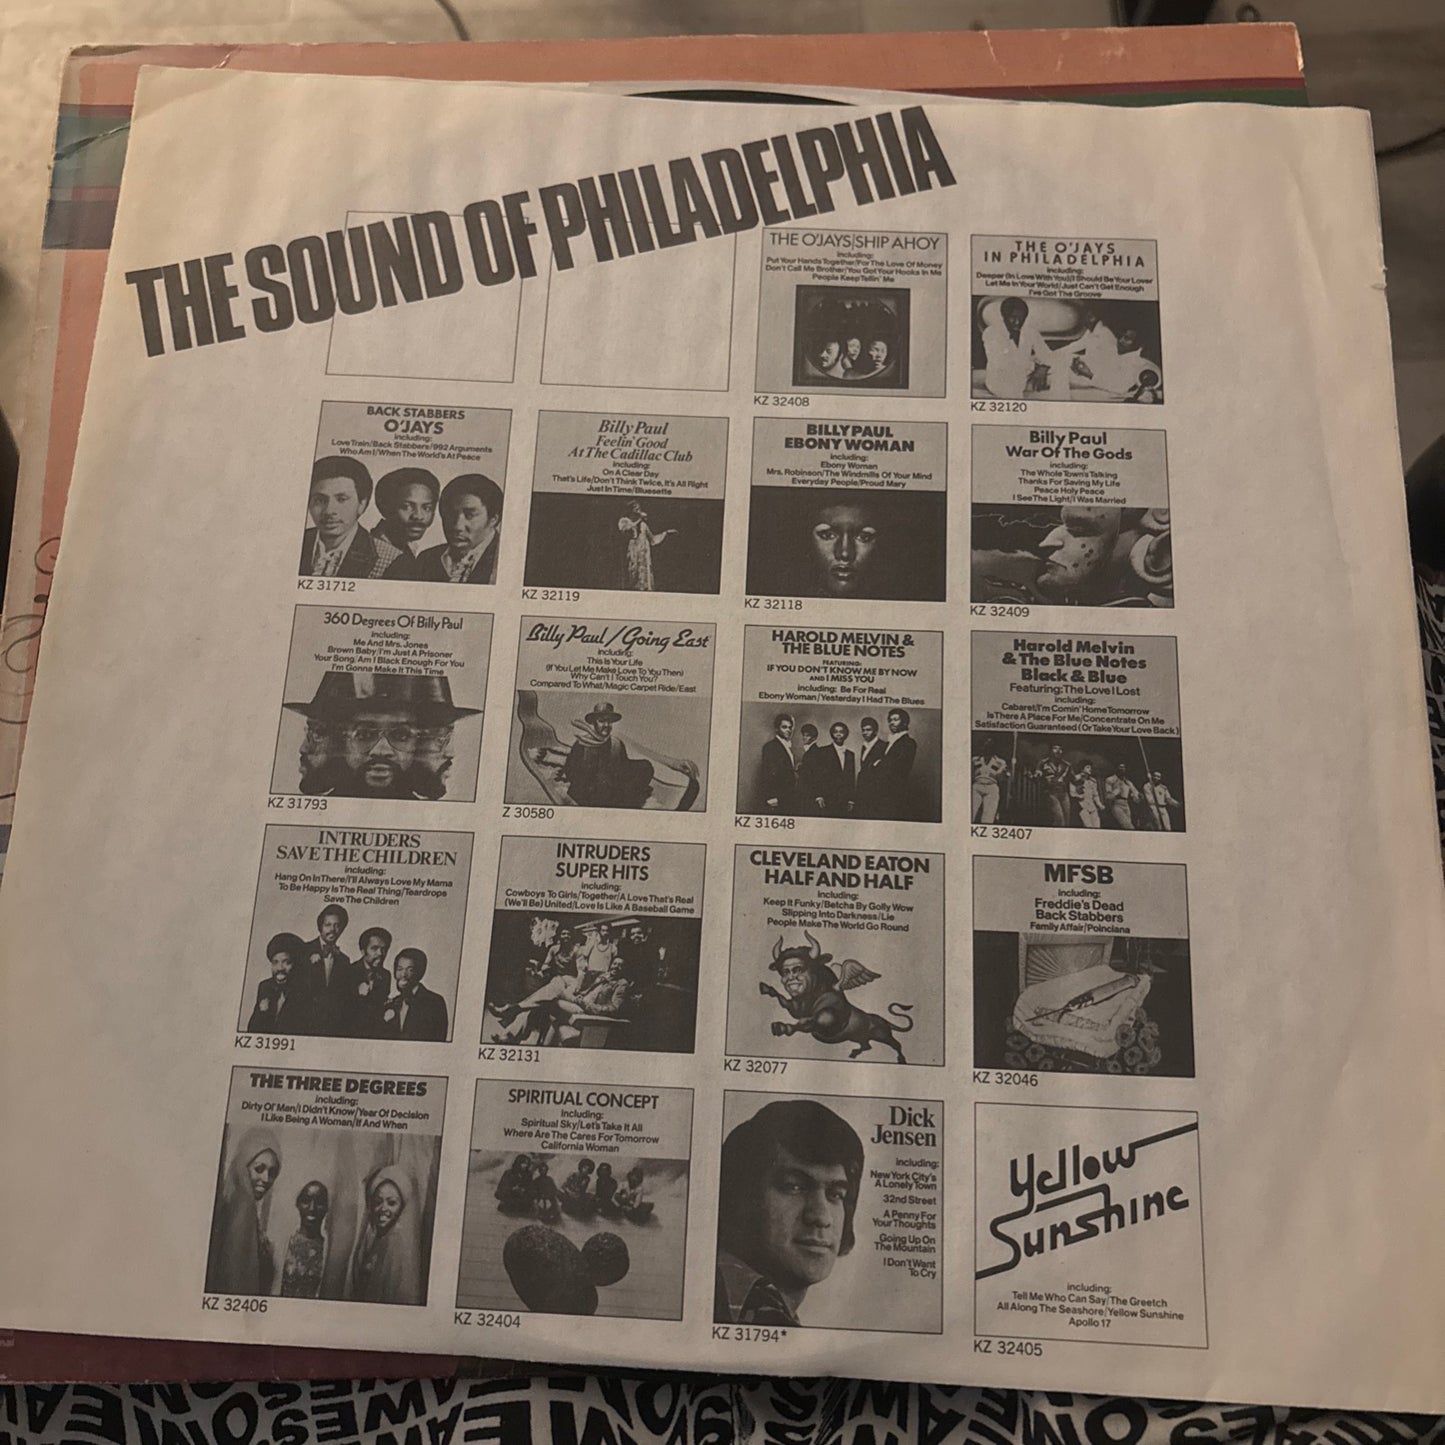 THE SOUND OF PHILADELPHIA
THE O'JAYS/SHIP AHOY
including:
Put Your Hands Together/For The Love Of Money
Don't Call Me Brother/You Got Your Hooks In Me
People Keep Tellin' Me
KZ 32408
THE O'JAYS
IN PHILADELPHIA
including:
Deeper (In Love With You)/I Should Be Your Lover
Let Me In Your World/Just Can't Get Enough
I've Got The Groove
KZ 32120
BACK STABBERS
O'JAYS
including:
Love Train/Back Stabbers/992 Arguments
Who Am I/When The World's At Peace
KZ 31712
Billy Paul
Feelin' Good
At The Cadillac Club
including:
On A Clear Day
That's Life/Don't Think Twice, It's All Right
Just In Time/Bluesette
KZ 32119
BILLY PAUL
EBONY WOMAN
including:
Ebony Woman
Mrs. Robinson/The Windmills Of Your Mind
Everyday People/Proud Mary
KZ 32118
Billy Paul
War Of The Gods
including:
The Whole Town's Talking
Thanks For Saving My Life
Peace Holy Peace
I See The Light/I Was Married
KZ 32409
360 Degrees Of Billy Paul
including:
Me And Mrs. Jones
Brown Baby/I'm Just A Prisoner
Your Song/Am I Black Enough For You
I'm Gonna Make It This Time
KZ 31793
Billy Paul/Going East
including:
This Is Your Life
(If You Let Me Make Love To You Then)
Why Can't I Touch You?
Compared To What/Magic Carpet Ride/East
Z 30580
HAROLD MELVIN &
THE BLUE NOTES
FEATURING:
IF YOU DON'T KNOW ME BY NOW
AND I MISS YOU
including: Be For Real
Ebony Woman/Yesterday I Had The Blues
KZ 31648
Harold Melvin
& The Blue Notes
Black & Blue
Featuring: The Love I Lost
including:
Cabaret/I'm Comin' Home Tomorrow
Is There A Place For Me/Concentrate On Me
Satisfaction Guaranteed (Or Take Your Love Back)
KZ 32407
INTRUDERS
SAVE THE CHILDREN
including:
Hang On In There/I'll Always Love My Mama
To Be Happy Is The Real Thing/Teardrops
Save The Children
KZ 31991
INTRUDERS
SUPER HITS
including:
Cowboys To Girls/Together/A Love That's Real
(We'll Be) United/Love Is Like A Baseball Game
KZ 32131
CLEVELAND EATON
HALF AND HALF
including:
Keep It Funky/Betcha By Golly Wow
Slipping Into Darkness/Lie
People Make The World Go Round
KZ 32077
MFSB
including:
Freddie's Dead
Back Stabbers
Family Affair/Poinciana
KZ 32046
THE THREE DEGREES
including:
Dirty Ol' Man/I Didn't Know/Year Of Decision
I Like Being A Woman/If And When
KZ 32406
SPIRITUAL CONCEPT
including:
Spiritual Sky/Let's Take It All
Where Are The Cares For Tomorrow
California Woman
KZ 32404
Dick
Jensen
including:
New York City's
A Lonely Town
32nd Street
A Penny For
Your Thoughts
Going Up On
The Mountain
I Don't Want
To Cry
KZ 31794*
Yellow
Sunshine
including:
Tell Me Who Can Say/The Greetch
All Along The Seashore/Yellow Sunshine
Apollo 17
KZ 32405